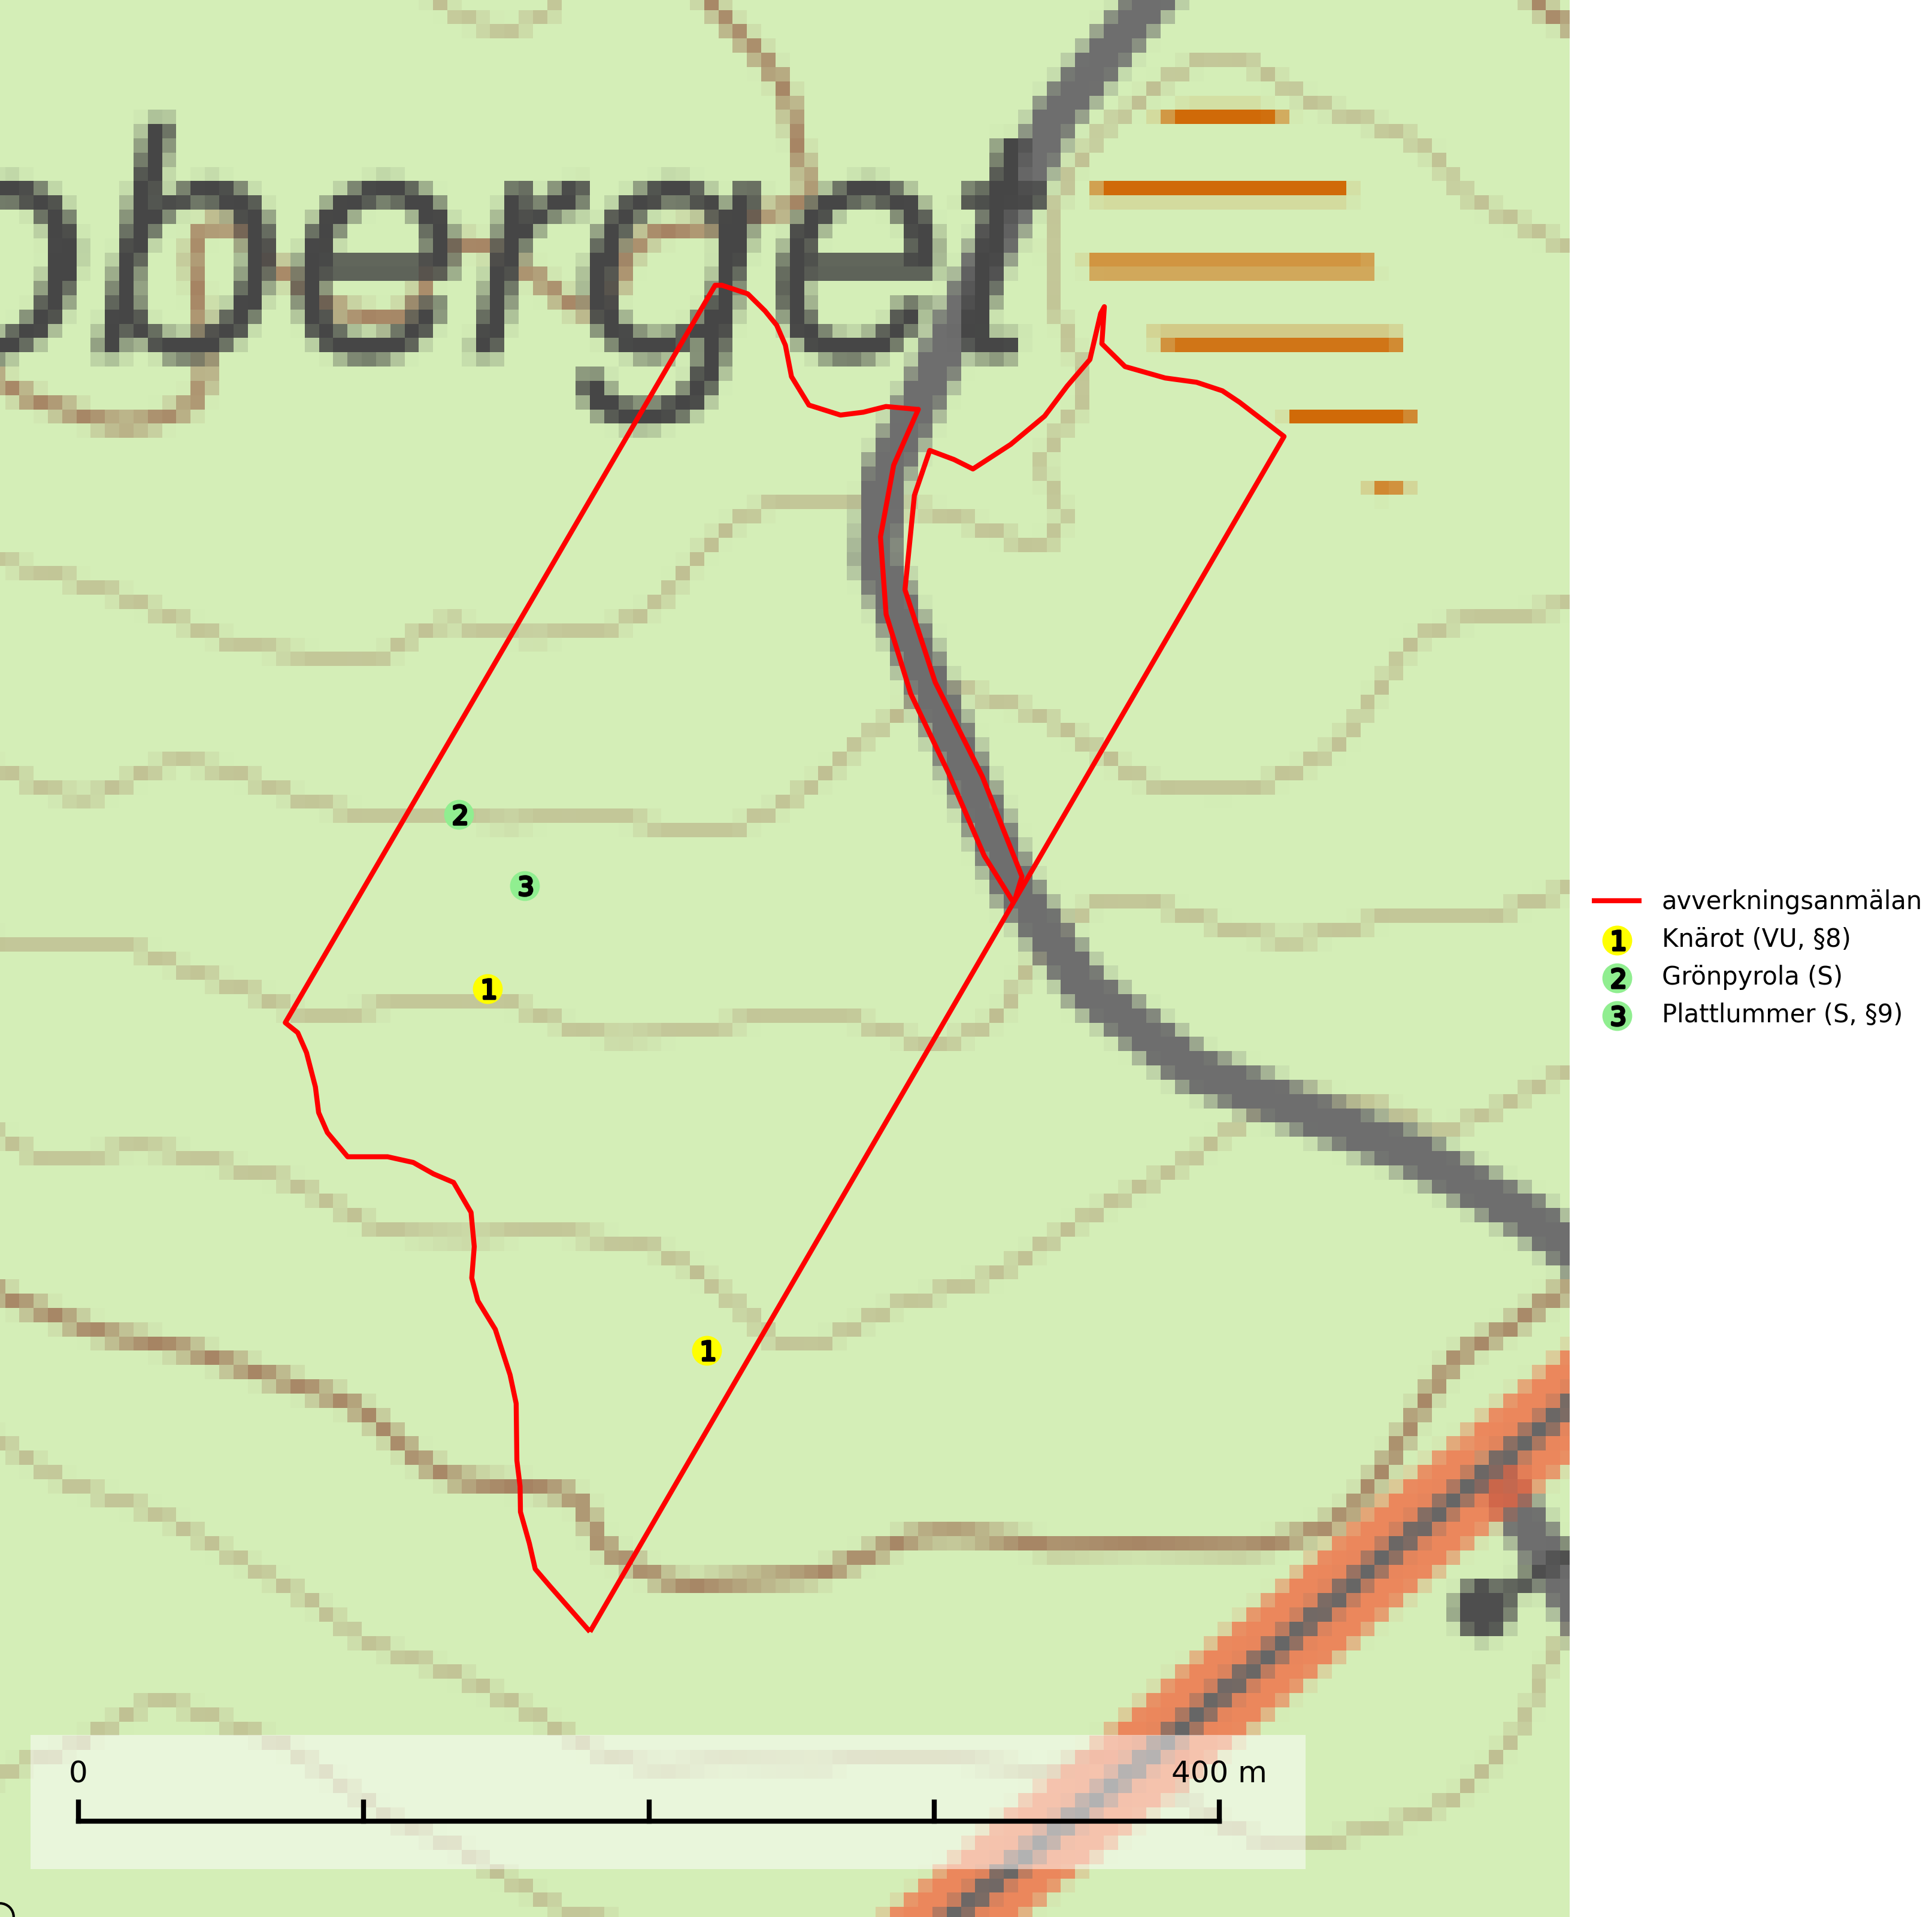 berget
2
3
1
1
avverkningsanmälan
1 Knärot (VU, §8)
2 Grönpyrola (S)
3 Plattlummer (S, §9)
0 400 m